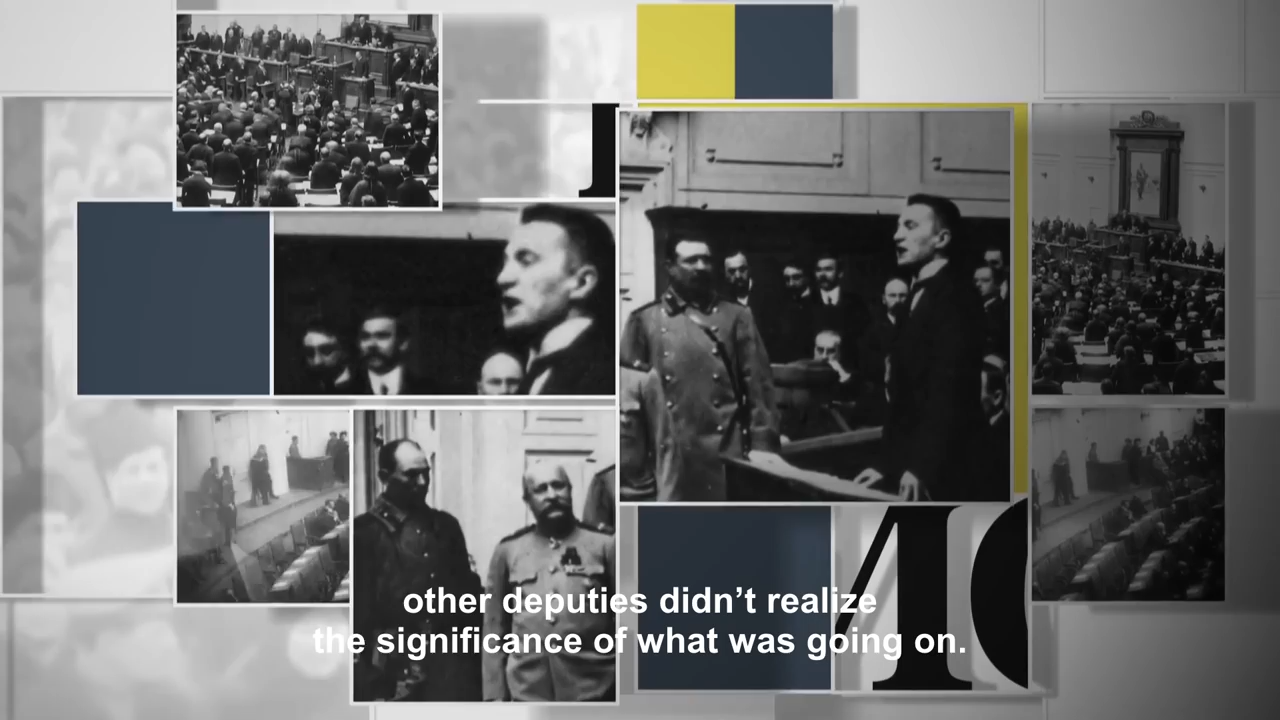 other deputies didn't realize
the significance of what was going on.